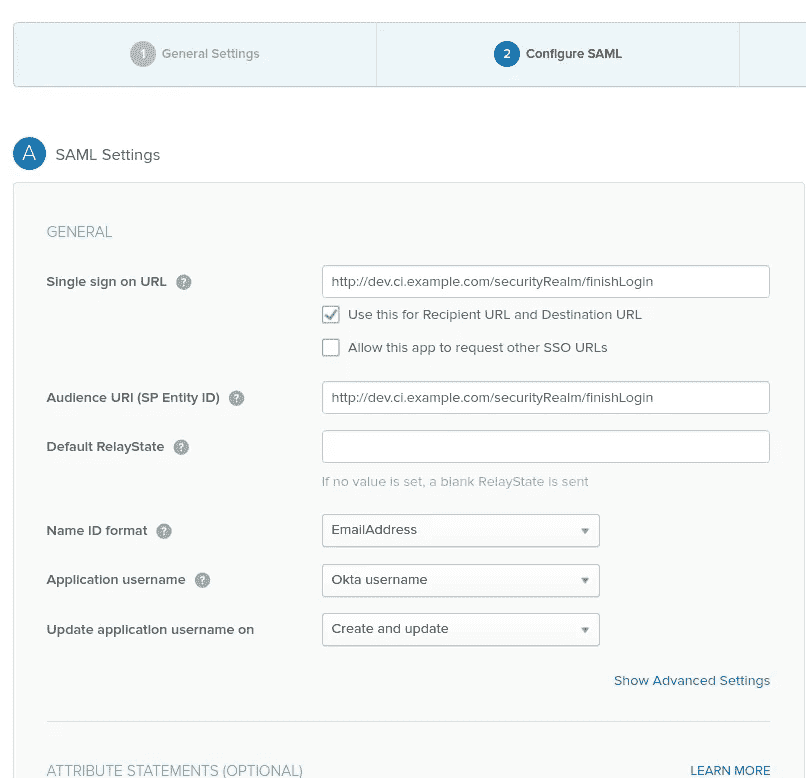 1 General Settings
2 Configure SAML
A SAML Settings
GENERAL
Single sign on URL ?
http://dev.ci.example.com/securityRealm/finishLogin
Use this for Recipient URL and Destination URL
Allow this app to request other SSO URLs
Audience URI (SP Entity ID) ?
http://dev.ci.example.com/securityRealm/finishLogin
Default RelayState ?
If no value is set, a blank RelayState is sent
Name ID format ?
EmailAddress
Application username ?
Okta username
Update application username on
Create and update
Show Advanced Settings
ATTRIBUTE STATEMENTS (OPTIONAL)
LEARN MORE